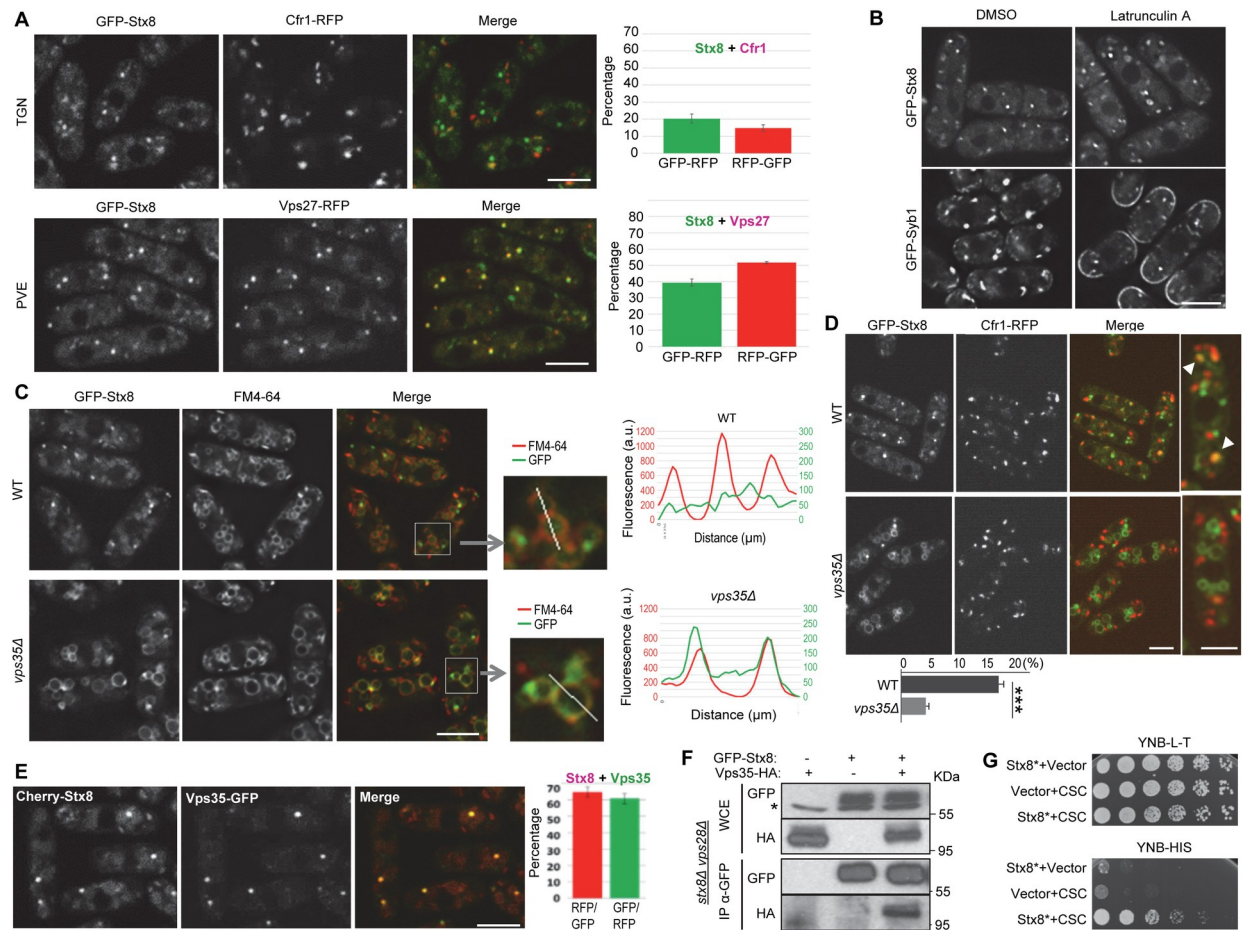 A
GFP-Stx8 Cfr1-RFP Merge
TGN
Percentage
70
60
50
40
30
20
10
0
Stx8 + Cfr1
GFP-RFP RFP-GFP
GFP-Stx8 Vps27-RFP Merge
PVE
Percentage
80
70
60
50
40
30
20
10
0
Stx8 + Vps27
GFP-RFP RFP-GFP
B
DMSO Latrunculin A
GFP-Stx8
GFP-Syb1
C
GFP-Stx8 FM4-64 Merge
WT
FM4-64
GFP
WT
Fluorescence (a.u.)
1200
1000
800
600
400
200
0
300
250
200
150
100
50
0
Distance (µm)
vps35Δ
FM4-64
GFP
vps35Δ
Fluorescence (a.u.)
1200
1000
800
600
400
200
0
300
250
200
150
100
50
0
Distance (µm)
D
GFP-Stx8 Cfr1-RFP Merge
WT
vps35Δ
0 5 10 15 20 (%)
WT
vps35Δ
***
E
Cherry-Stx8 Vps35-GFP Merge
Stx8 + Vps35
Percentage
70
60
50
40
30
20
10
0
RFP/GFP GFP/RFP
F
GFP-Stx8: - + +
Vps35-HA: + - +
KDa
stx8Δ vps28Δ
WCE
GFP
*
55
HA
95
IP α-GFP
GFP
55
HA
95
G
YNB-L-T
Stx8*+Vector
Vector+CSC
Stx8*+CSC
YNB-HIS
Stx8*+Vector
Vector+CSC
Stx8*+CSC